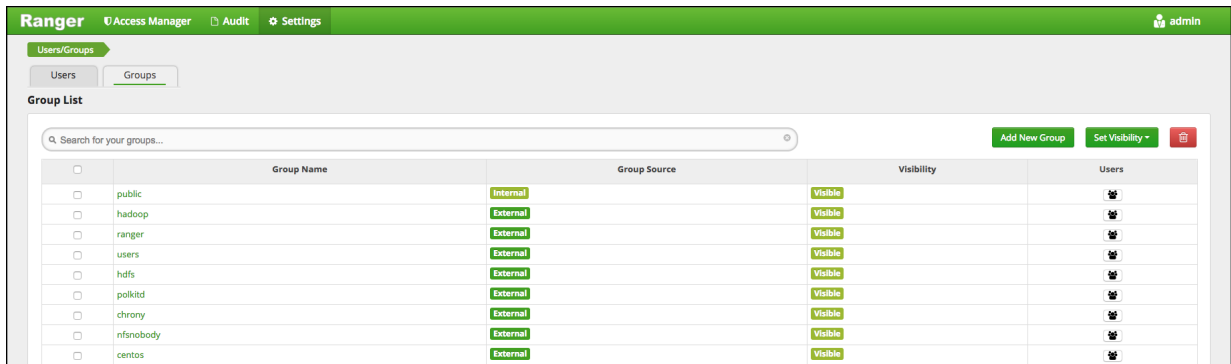 Ranger Access Manager Audit Settings admin
Users/Groups
Users Groups
Group List
Search for your groups... Add New Group Set Visibility
Group Name Group Source Visibility Users
public Internal Visible
hadoop External Visible
ranger External Visible
users External Visible
hdfs External Visible
polkitd External Visible
chrony External Visible
nfsnobody External Visible
centos External Visible